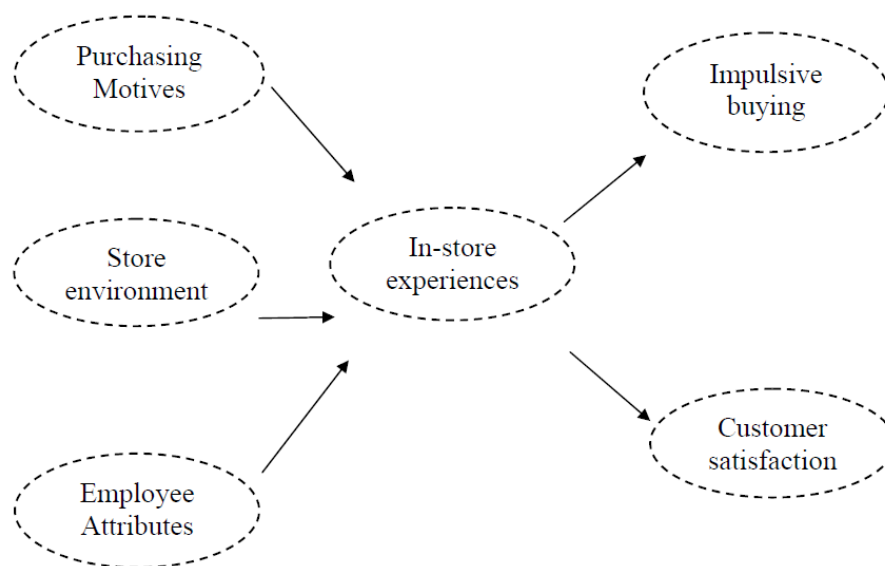 Purchasing
Motives
Impulsive
buying
Store
environment
In-store
experiences
Employee
Attributes
Customer
satisfaction